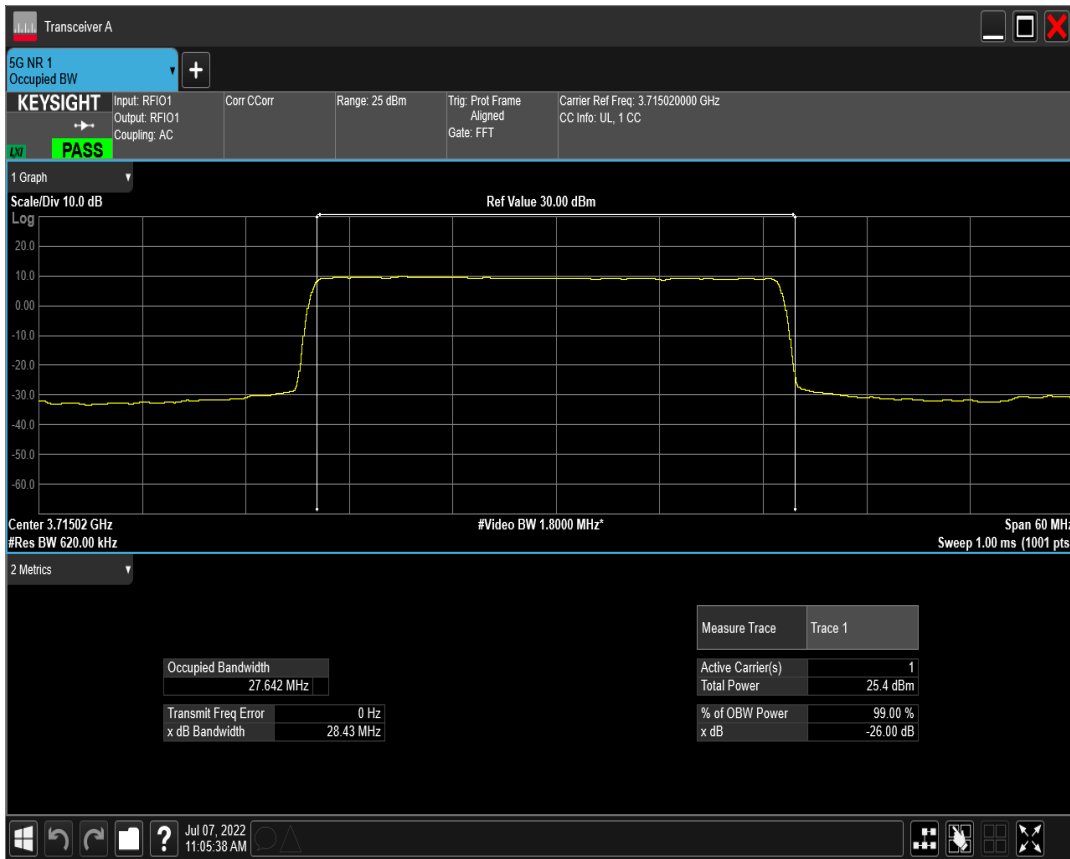 Transceiver A
5G NR 1
Occupied BW
KEYSIGHT
LXI
PASS
Input: RFIO1
Output: RFIO1
Coupling: AC
Corr CCorr
Range: 25 dBm
Trig: Prot Frame
Aligned
Gate: FFT
Carrier Ref Freq: 3.715020000 GHz
CC Info: UL, 1 CC
1 Graph
Scale/Div 10.0 dB
Ref Value 30.00 dBm
Log
20.0
10.0
0.00
-10.0
-20.0
-30.0
-40.0
-50.0
-60.0
Center 3.71502 GHz
#Video BW 1.8000 MHz*
Span 60 MHz
#Res BW 620.00 kHz
Sweep 1.00 ms (1001 pts
2 Metrics
Measure Trace Trace 1
Occupied Bandwidth
27.642 MHz
Active Carrier(s) 1
Total Power 25.4 dBm
Transmit Freq Error 0 Hz
x dB Bandwidth 28.43 MHz
% of OBW Power 99.00 %
x dB -26.00 dB
?
Jul 07, 2022
11:05:38 AM